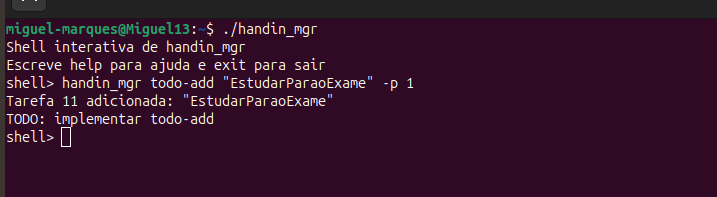 miguel-marques@Miguel13:~$ ./handin_mgr
Shell interativa de handin_mgr
Escreve help para ajuda e exit para sair
shell> handin_mgr todo-add "EstudarParaoExame" -p 1
Tarefa 11 adicionada: "EstudarParaoExame"
TODO: implementar todo-add
shell>